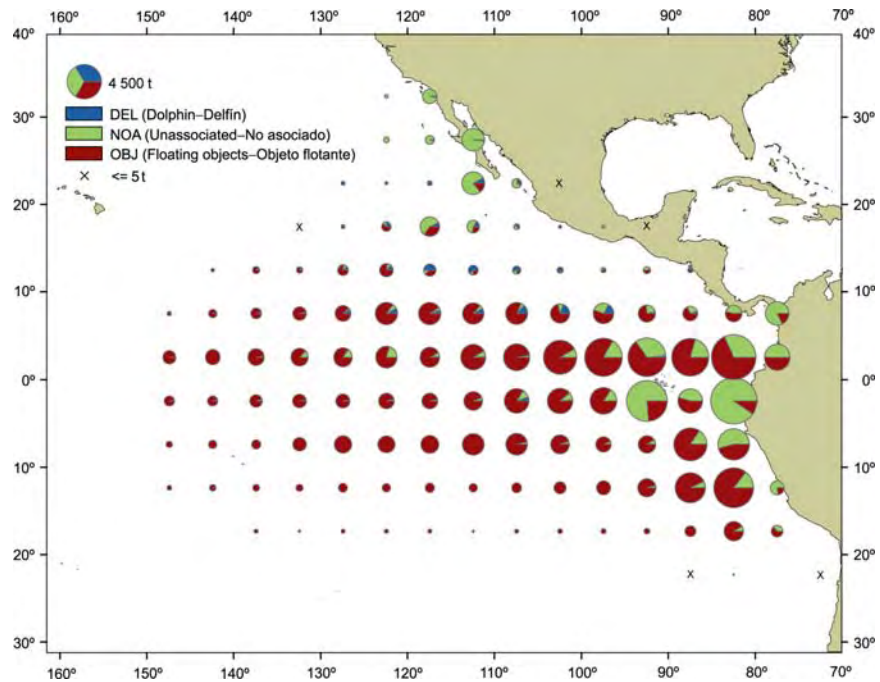 160º 150º 140º 130º 120º 110º 100º 90º 80º 70º
40º 40º
4 500 t
DEL (Dolphin–Delfín)
30º 30º
NOA (Unassociated–No asociado)
OBJ (Floating objects–Objeto flotante)
× <= 5 t
X
20º 20º
X X
10º 10º
0º 0º
10º 10º
20º 20º
X X
30º 30º
160º 150º 140º 130º 120º 110º 100º 90º 80º 70º